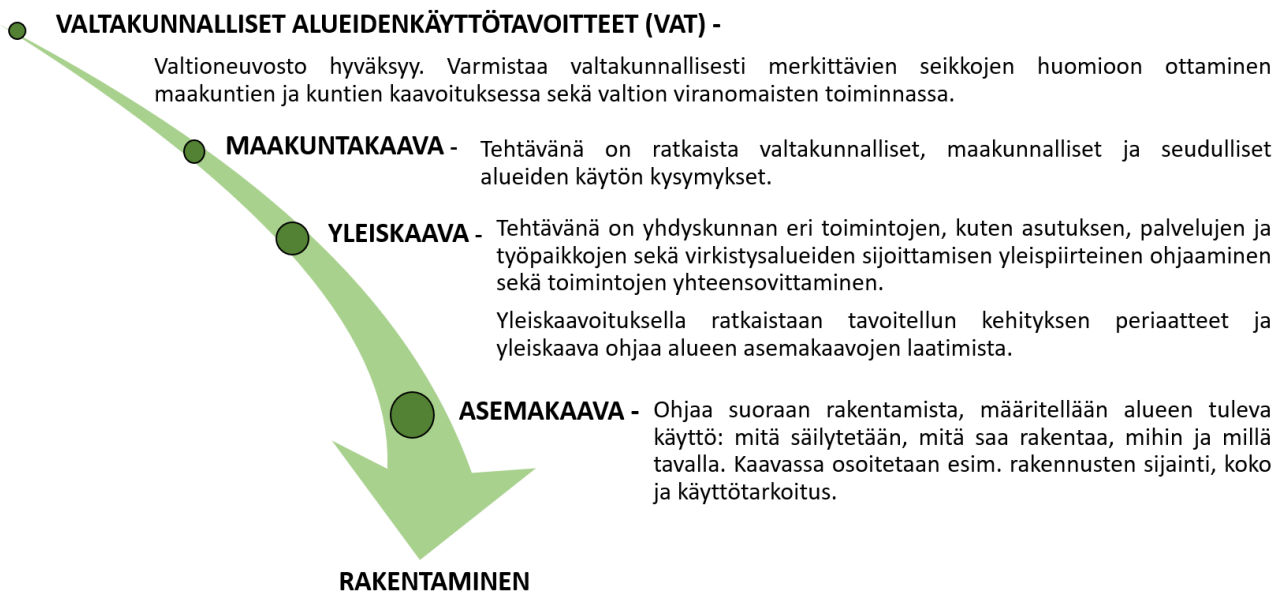 VALTAKUNNALLISET ALUEIDENKÄYTTÖTAVOITTEET (VAT) -
Valtioneuvosto hyväksyy. Varmistaa valtakunnallisesti merkittävien seikkojen huomioon ottaminen
maakuntien ja kuntien kaavoituksessa sekä valtion viranomaisten toiminnassa.
MAAKUNTAKAAVA - Tehtävänä on ratkaista valtakunnalliset, maakunnalliset ja seudulliset
alueiden käytön kysymykset.
YLEISKAAVA - Tehtävänä on yhdyskunnan eri toimintojen, kuten asutuksen, palvelujen ja
työpaikkojen sekä virkistysalueiden sijoittamisen yleispiirteinen ohjaaminen
sekä toimintojen yhteensovittaminen.
Yleiskaavoituksella ratkaistaan tavoitellun kehityksen periaatteet ja
yleiskaava ohjaa alueen asemakaavojen laatimista.
ASEMAKAAVA - Ohjaa suoraan rakentamista, määritellään alueen tuleva
käyttö: mitä säilytetään, mitä saa rakentaa, mihin ja millä
tavalla. Kaavassa osoitetaan esim. rakennusten sijainti, koko
ja käyttötarkoitus.
RAKENTAMINEN